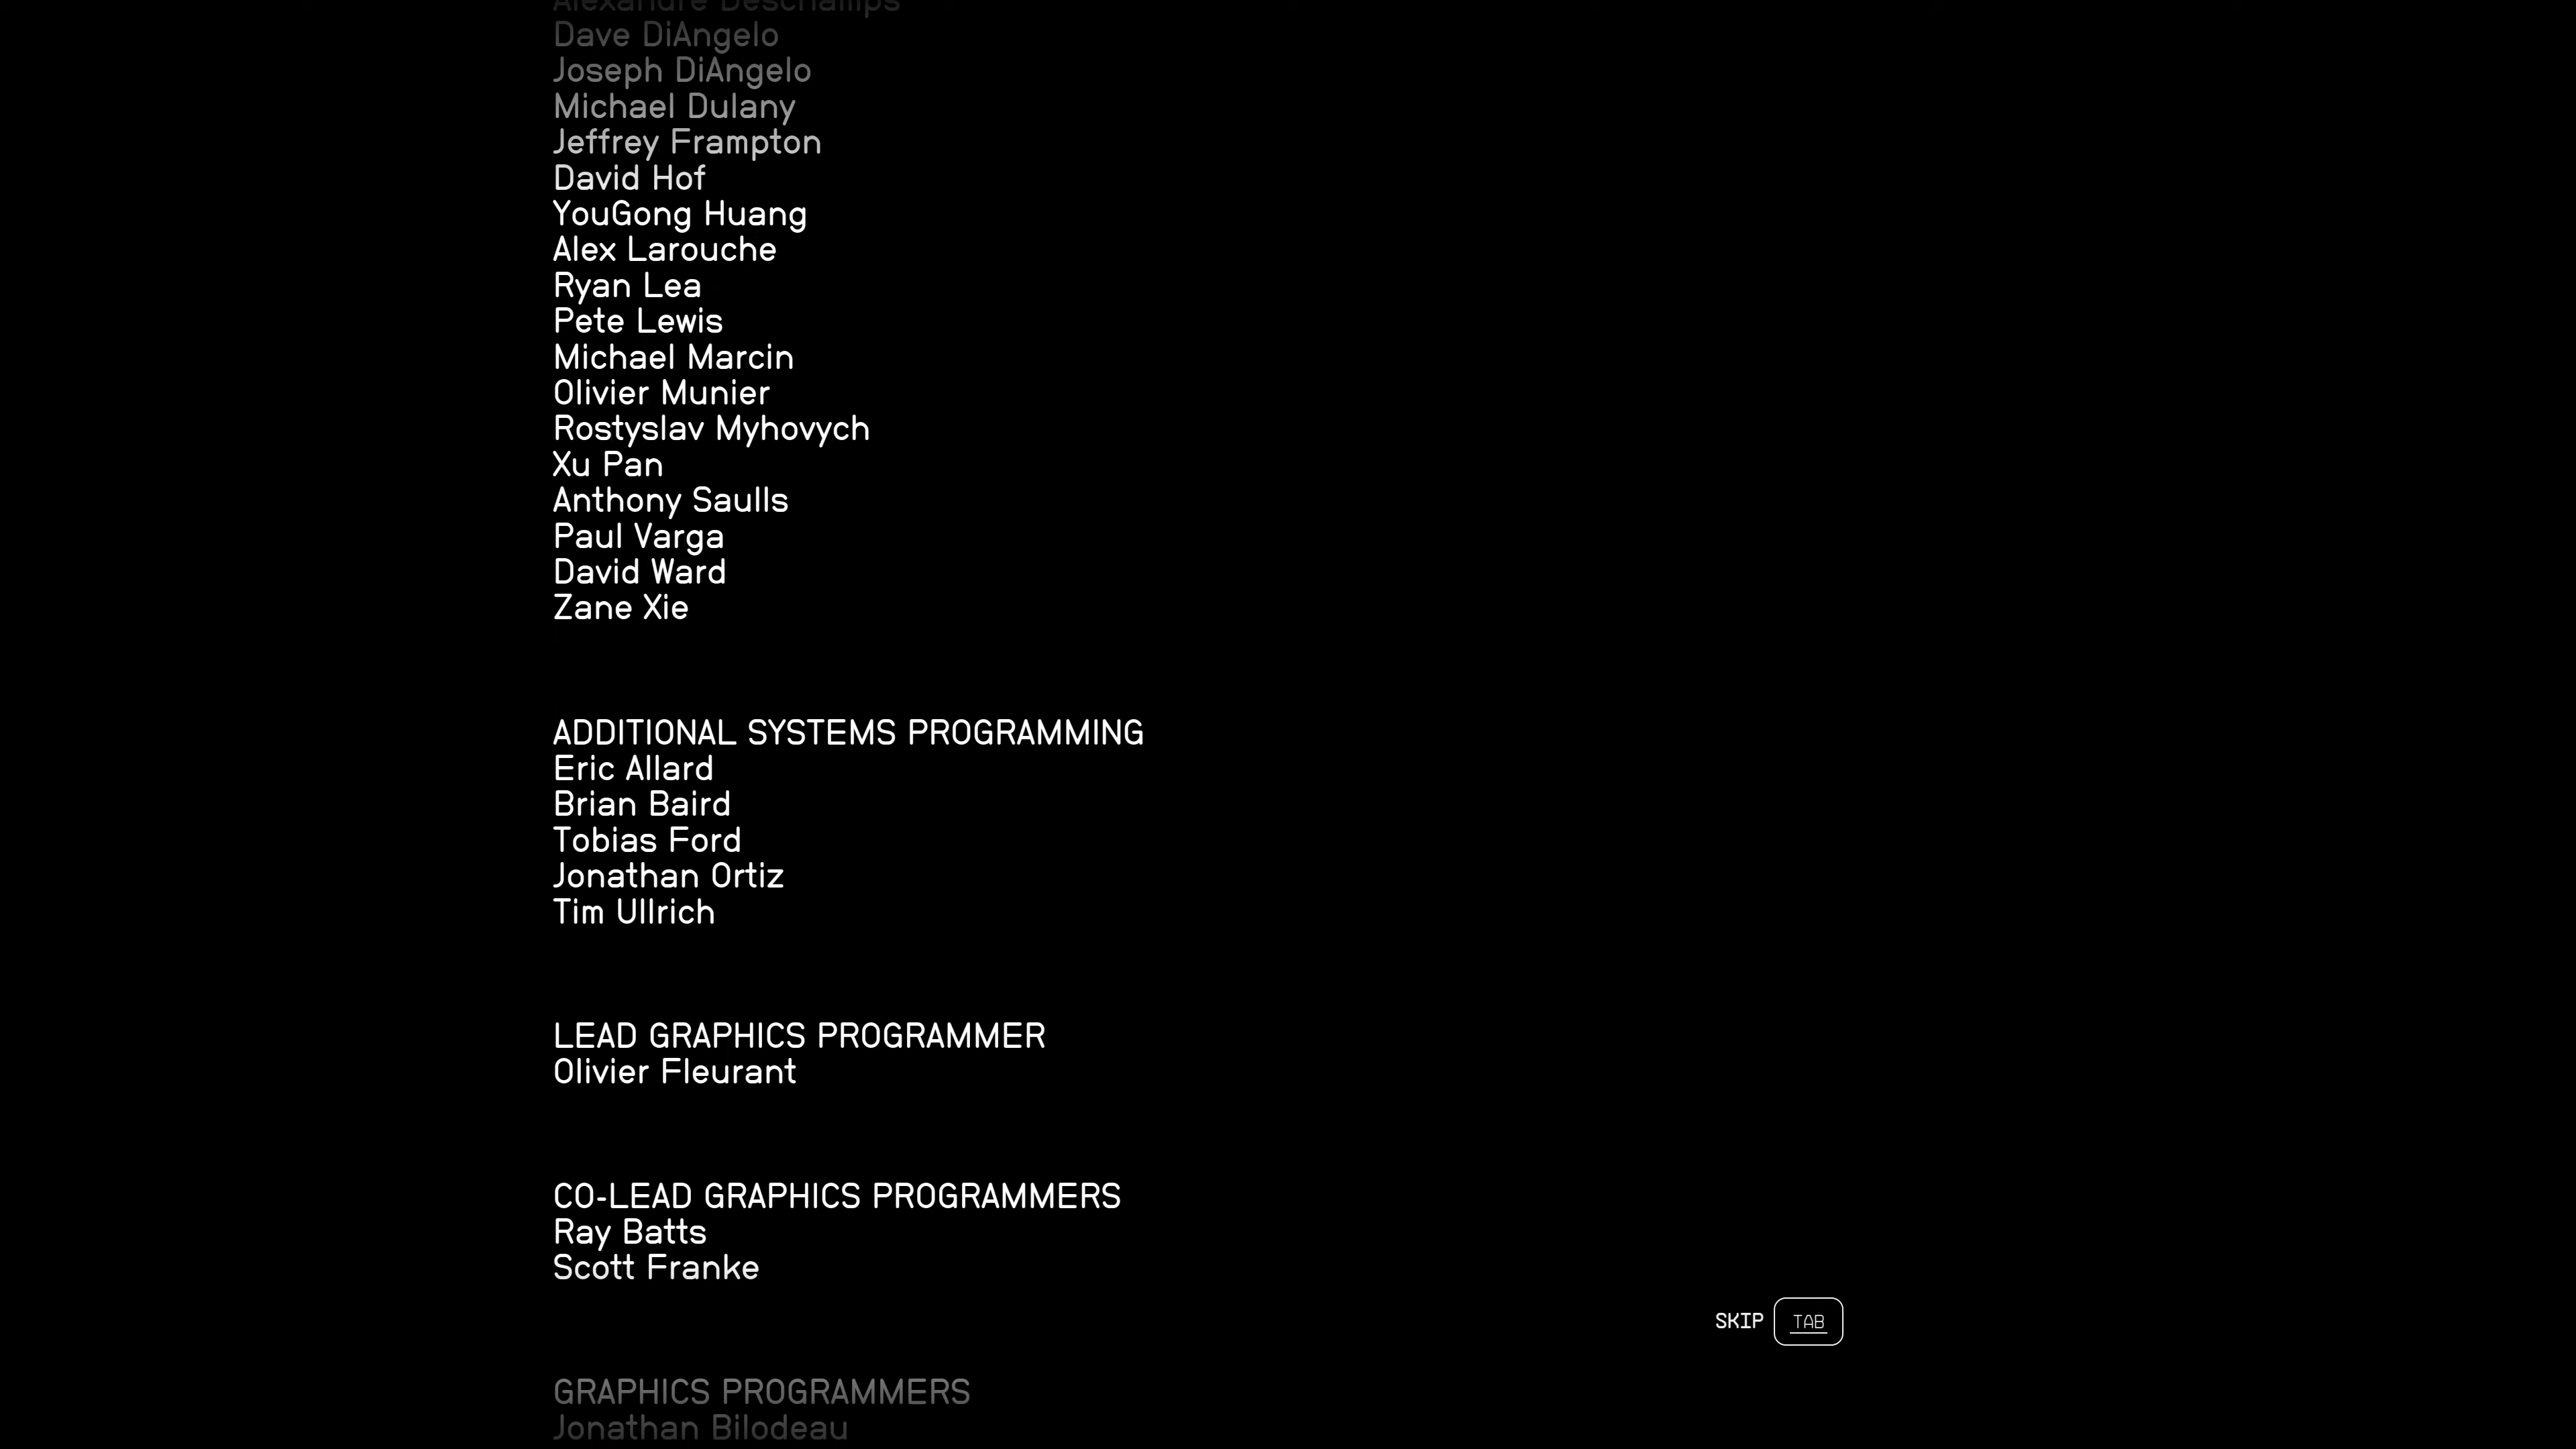 Alexandre Deschamps
Dave DiAngelo
Joseph DiAngelo
Michael Dulany
Jeffrey Frampton
David Hof
YouGong Huang
Alex Larouche
Ryan Lea
Pete Lewis
Michael Marcin
Olivier Munier
Rostyslav Myhovych
Xu Pan
Anthony Saulls
Paul Varga
David Ward
Zane Xie
ADDITIONAL SYSTEMS PROGRAMMING
Eric Allard
Brian Baird
Tobias Ford
Jonathan Ortiz
Tim Ullrich
LEAD GRAPHICS PROGRAMMER
Olivier Fleurant
CO-LEAD GRAPHICS PROGRAMMERS
Ray Batts
Scott Franke
SKIP TAB
GRAPHICS PROGRAMMERS
Jonathan Bilodeau